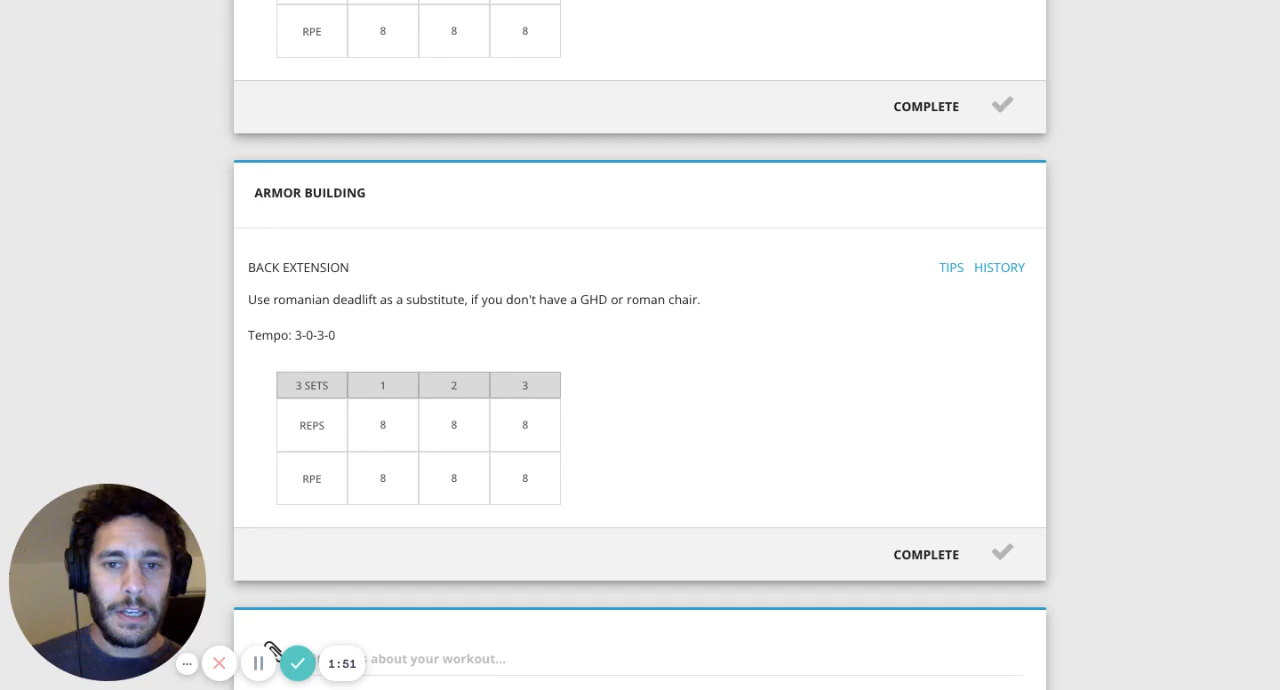 RPE 8 8 8
COMPLETE
ARMOR BUILDING
BACK EXTENSION TIPS HISTORY
Use romanian deadlift as a substitute, if you don't have a GHD or roman chair.
Tempo: 3-0-3-0
3 SETS 1 2 3
REPS 8 8 8
RPE 8 8 8
COMPLETE
about your workout...
1:51